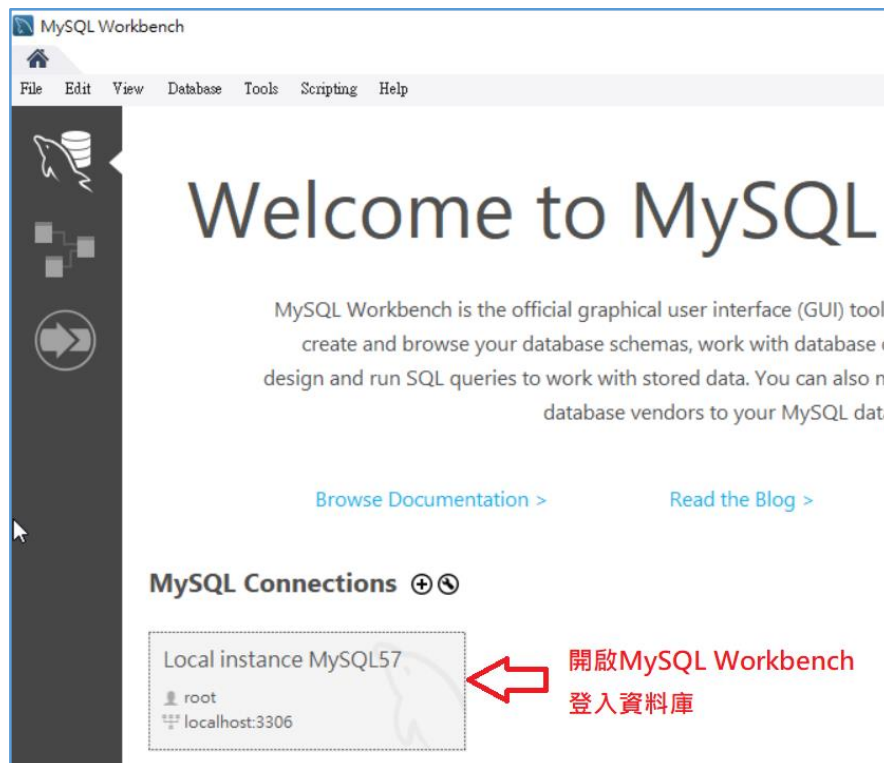 MySQL Workbench
File Edit View Database Tools Scripting Help
Welcome to MySQL
MySQL Workbench is the official graphical user interface (GUI) tool
create and browse your database schemas, work with database
design and run SQL queries to work with stored data. You can also
database vendors to your MySQL
Browse Documentation > Read the Blog >
MySQL Connections
Local instance MySQL57
root
localhost:3306
開啟MySQL Workbench
登入資料庫